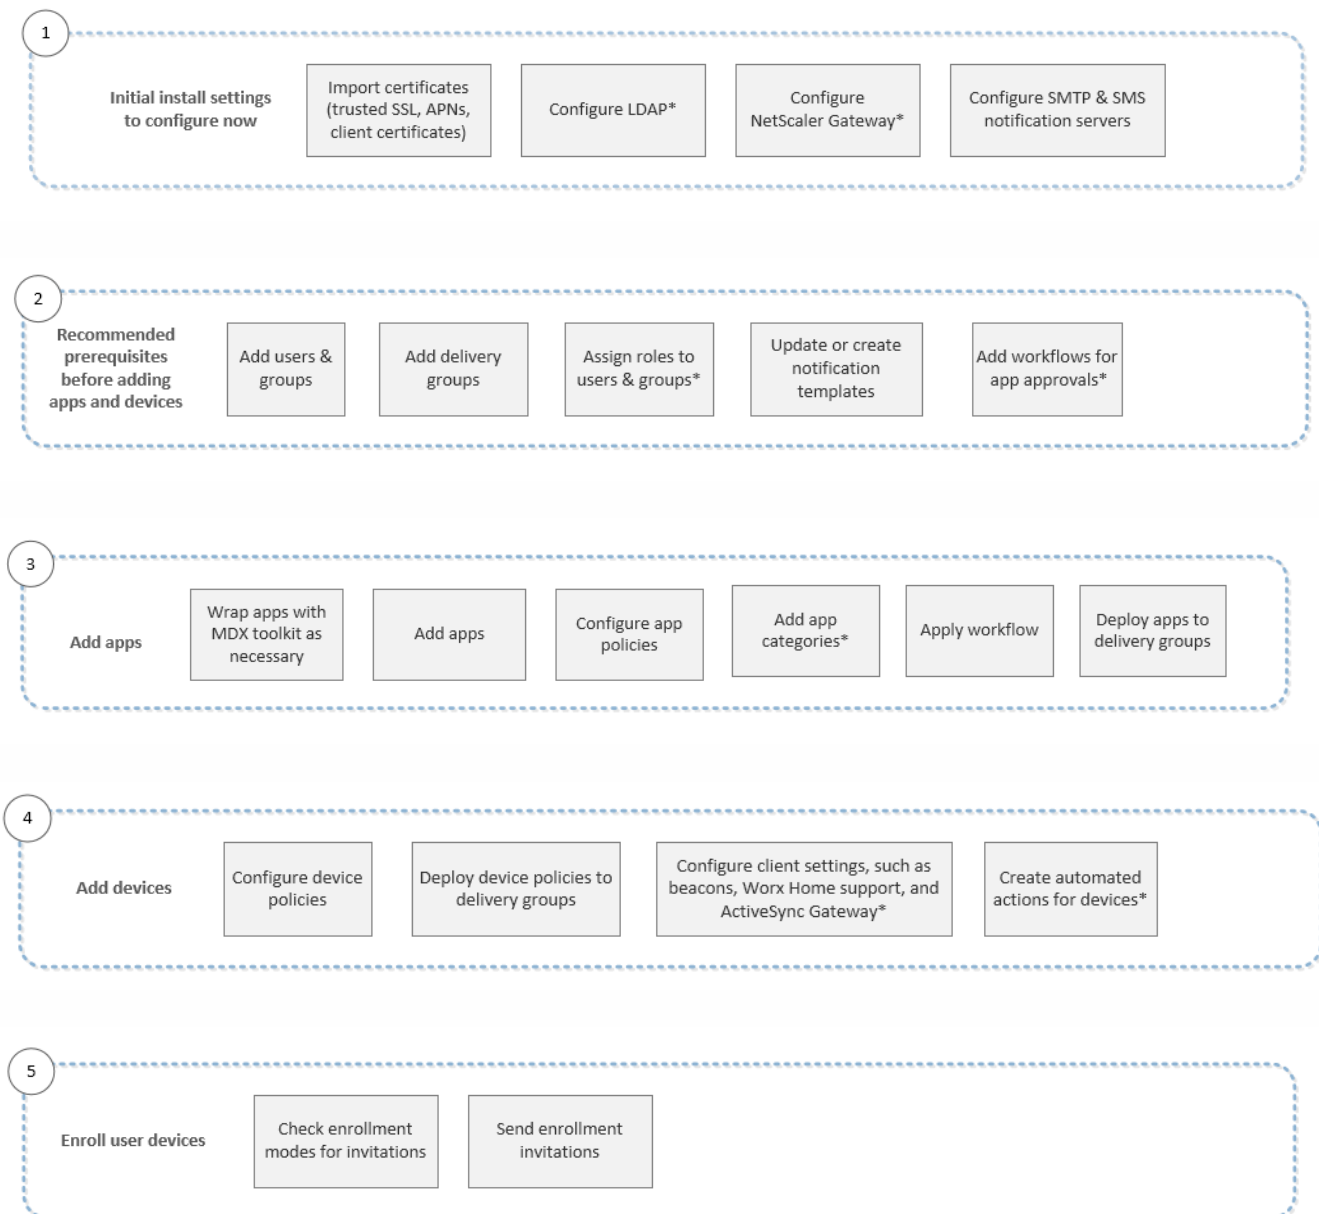 1
Initial install settings
to configure now
Import certificates
(trusted SSL, APNs,
client certificates)
Configure LDAP*
Configure
NetScaler Gateway*
Configure SMTP & SMS
notification servers
2
Recommended
prerequisites
before adding
apps and devices
Add users &
groups
Add delivery
groups
Assign roles to
users & groups*
Update or create
notification
templates
Add workflows for
app approvals*
3
Add apps
Wrap apps with
MDX toolkit as
necessary
Add apps
Configure app
policies
Add app
categories*
Apply workflow
Deploy apps to
delivery groups
4
Add devices
Configure device
policies
Deploy device policies to
delivery groups
Configure client settings, such as
beacons, Worx Home support, and
ActiveSync Gateway*
Create automated
actions for devices*
5
Enroll user devices
Check enrollment
modes for invitations
Send enrollment
invitations